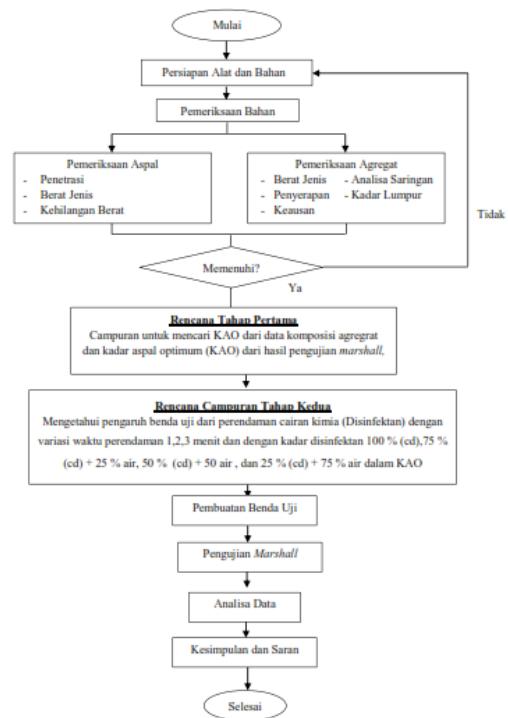 Mulai
Persiapan Alat dan Bahan
Pemeriksaan Bahan
Pemeriksaan Aspal
- Penetrasi
- Berat Jenis
- Kehilangan Berat
Pemeriksaan Agregat
- Berat Jenis - Analisa Saringan
- Penyerapan - Kadar Lumpur
- Keausan
Tidak
Memenuhi?
Ya
Rencana Tahap Pertama
Campuran untuk mencari KAO dari data komposisi agregrat
dan kadar aspal optimum (KAO) dari hasil pengujian marshall,
Rencana Campuran Tahap Kedua
Mengetahui pengaruh benda uji dari perendaman cairan kimia (Disinfektan) dengan
variasi waktu perendaman 1,2,3 menit dan dengan kadar disinfektan 100 % (cd),75 %
(cd) + 25 % air, 50 % (cd) + 50 air , dan 25 % (cd) + 75 % air dalam KAO
Pembuatan Benda Uji
Pengujian Marshall
Analisa Data
Kesimpulan dan Saran
Selesai